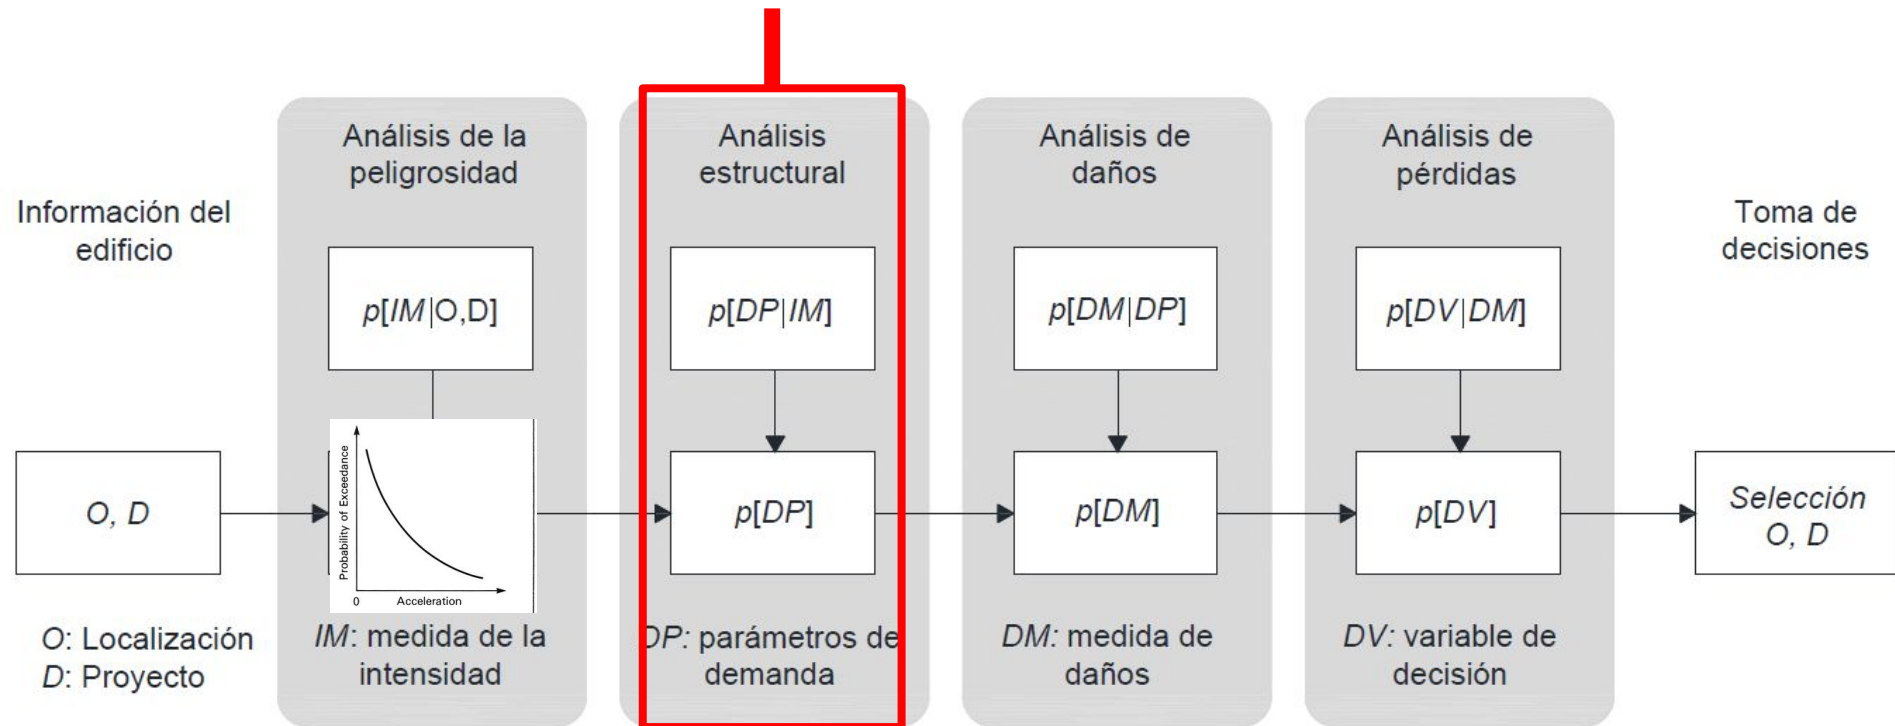 Información del
edificio
O, D
O: Localización
D: Proyecto
Análisis de la
peligrosidad
p[IM|O,D]
Probability of Exceedance
0
Acceleration
IM: medida de la
intensidad
Análisis
estructural
p[DP|IM]
p[DP]
DP: parámetros de
demanda
Análisis de
daños
p[DM|DP]
p[DM]
DM: medida de
daños
Análisis de
pérdidas
p[DV|DM]
p[DV]
DV: variable de
decisión
Toma de
decisiones
Selección
O, D